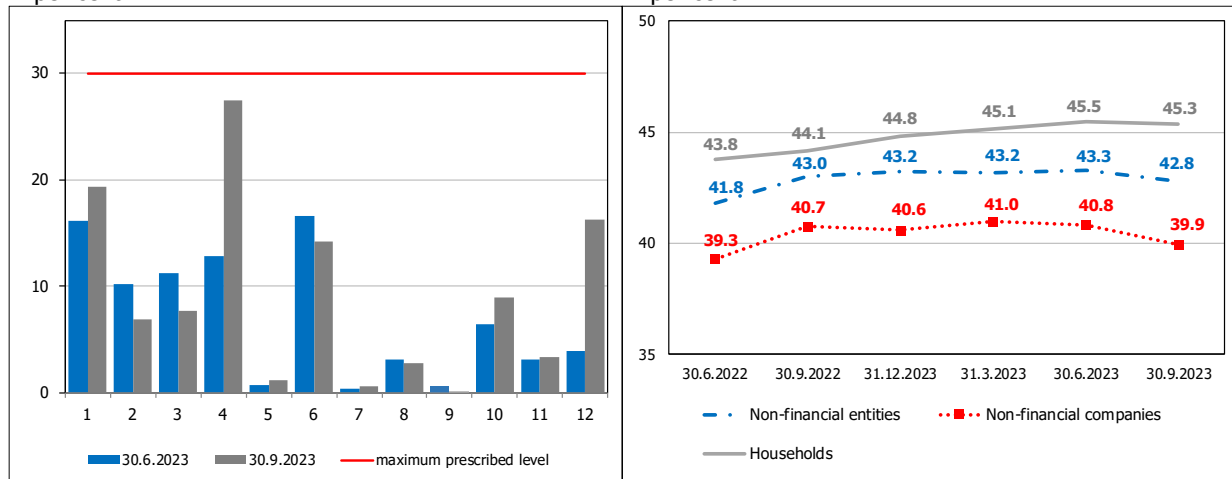 30
20
10
0
1 2 3 4 5 6 7 8 9 10 11 12
30.6.2023 30.9.2023 maximum prescribed level
50
45
40
35
43.8 44.1 44.8 45.1 45.5 45.3
41.8 43.0 43.2 43.2 43.3 42.8
39.3 40.7 40.6 41.0 40.8 39.9
30.6.2022 30.9.2022 31.12.2023 31.3.2023 30.6.2023 30.9.2023
Non-financial entities Non-financial companies
Households